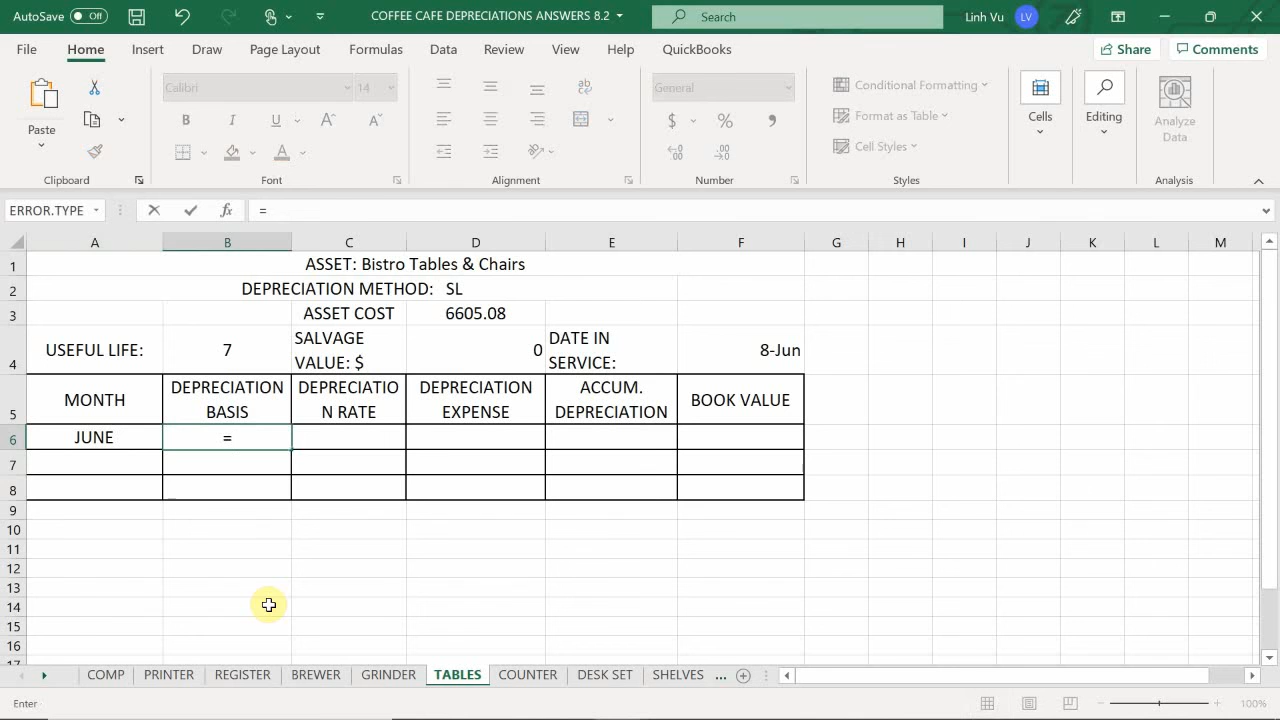 AutoSave Off COFFEE CAFE DEPRECIATIONS ANSWERS 8.2 Search Linh Vu LV
File Home Insert Draw Page Layout Formulas Data Review View Help QuickBooks Share Comments
Paste Calibri 14 B I U A A A ab General $ % 9 Conditional Formatting Format as Table Cell Styles Cells Editing Analyze Data
Clipboard Font Alignment Number Styles Analysis
ERROR.TYPE fx =
A B C D E F G H I J K L M
1 ASSET: Bistro Tables & Chairs
2 DEPRECIATION METHOD: SL
3 ASSET COST 6605.08
4 USEFUL LIFE: 7 SALVAGE VALUE: $ 0 DATE IN SERVICE: 8-Jun
5 MONTH DEPRECIATION BASIS DEPRECIATIO N RATE DEPRECIATION EXPENSE ACCUM. DEPRECIATION BOOK VALUE
6 JUNE =
7
8
9
10
11
12
13
14
15
16
17
COMP PRINTER REGISTER BREWER GRINDER TABLES COUNTER DESK SET SHELVES ...
Enter 100%